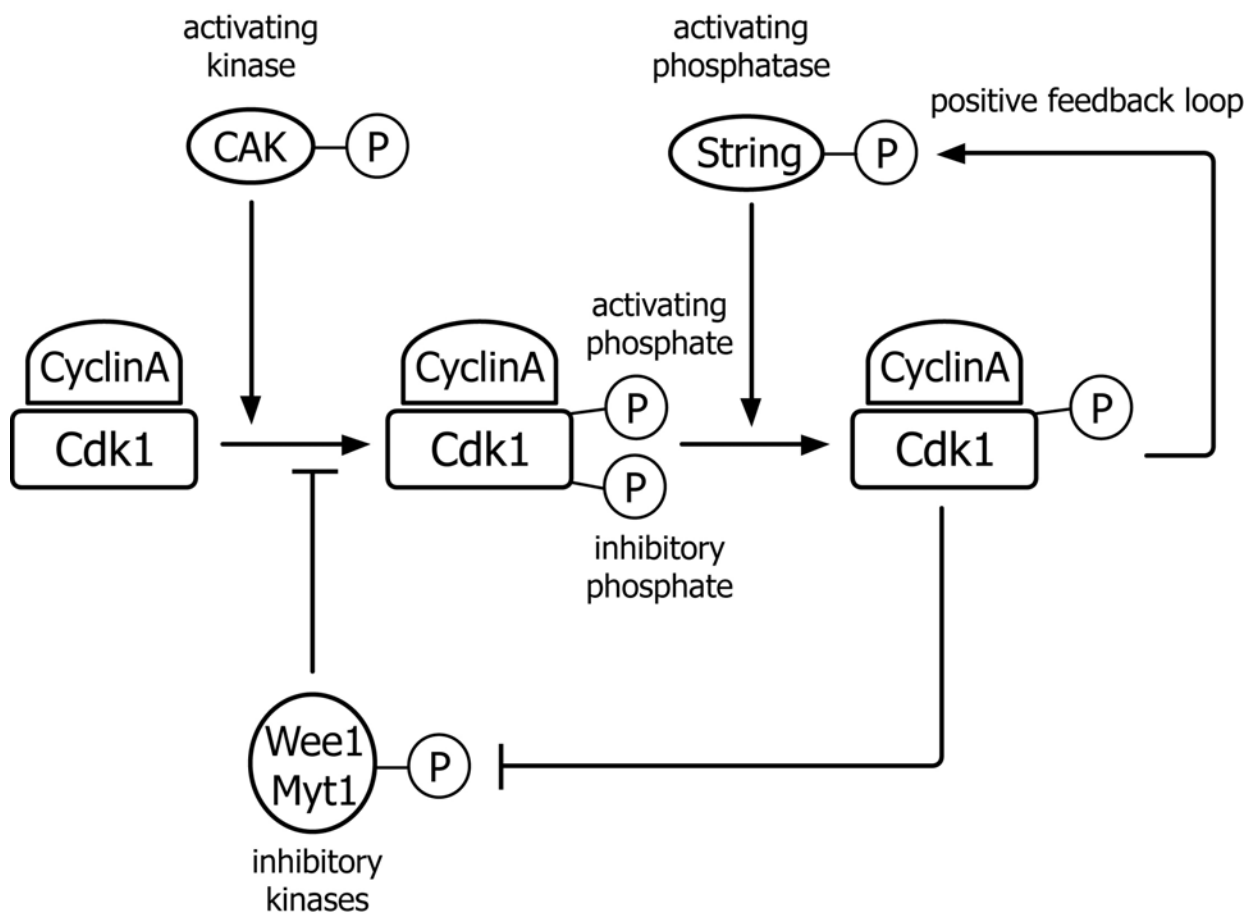 activating
kinase
CAK
P
activating
phosphatase
String
P
positive feedback loop
CyclinA
Cdk1
CyclinA
Cdk1
activating
phosphate
P
P
inhibitory
phosphate
CyclinA
Cdk1
P
Wee1
Myt1
P
inhibitory
kinases